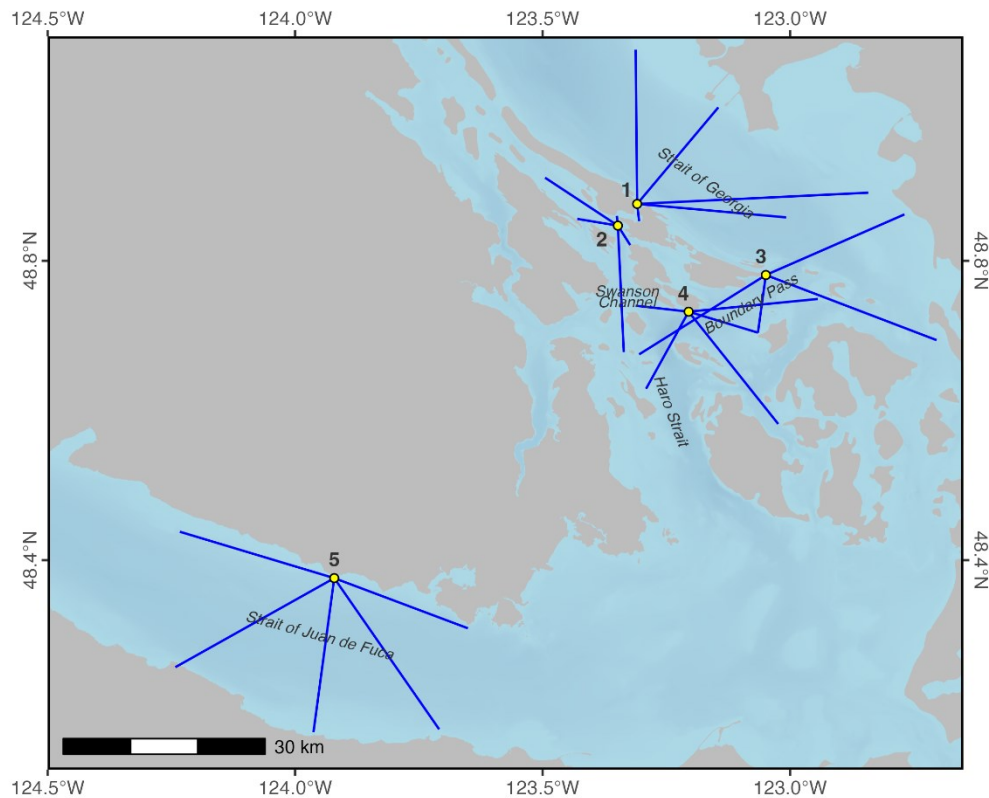 124.5°W 124.0°W 123.5°W 123.0°W
1
Strait of Georgia
2
3
48.8°N
48.8°N
Swanson
Channel
4
Boundary Pass
Haro Strait
5
48.4°N
48.4°N
Strait of Juan de Fuca
30 km
124.5°W 124.0°W 123.5°W 123.0°W